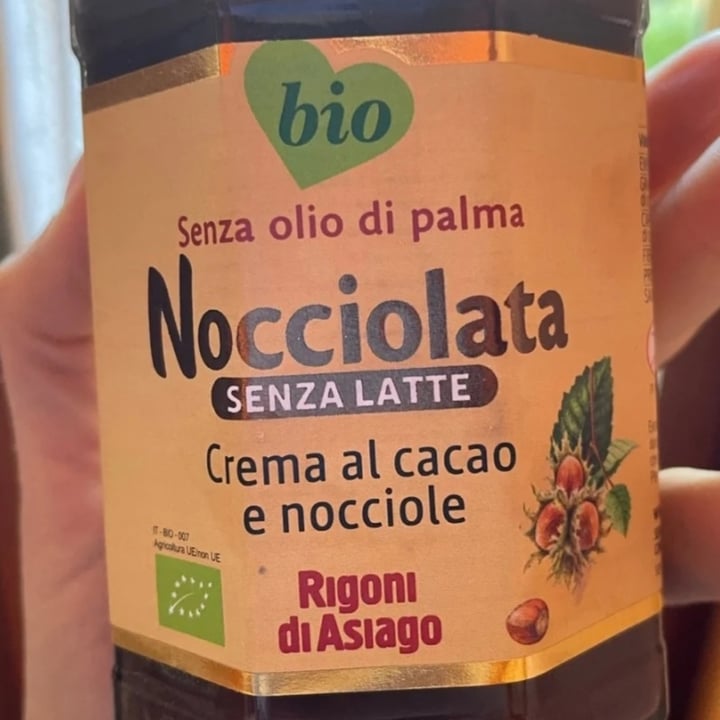 bio
Senza olio di palma
Nocciolata
SENZA LATTE
Crema al cacao
e nocciole
IT - BIO - 007
Agricoltura UE/non UE
Rigoni
di Asiago